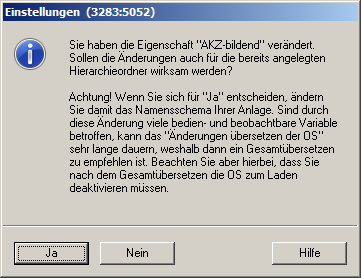 Einstellungen (3283:5052)
Sie haben die Eigenschaft "AKZ-bildend" verändert.
Sollen die Änderungen auch für die bereits angelegten
Hierarchieordner wirksam werden?
Achtung! Wenn Sie sich für "Ja" entscheiden, ändern
Sie damit das Namensschema Ihrer Anlage. Sind durch
diese Änderung viele bedien- und beobachtbare Variable
betroffen, kann das "Änderungen übersetzen der OS"
sehr lange dauern, weshalb dann ein Gesamtübersetzen
zu empfehlen ist. Beachten Sie aber hierbei, dass Sie
nach dem Gesamtübersetzen die OS zum Laden
deaktivieren müssen.
Ja Nein Hilfe